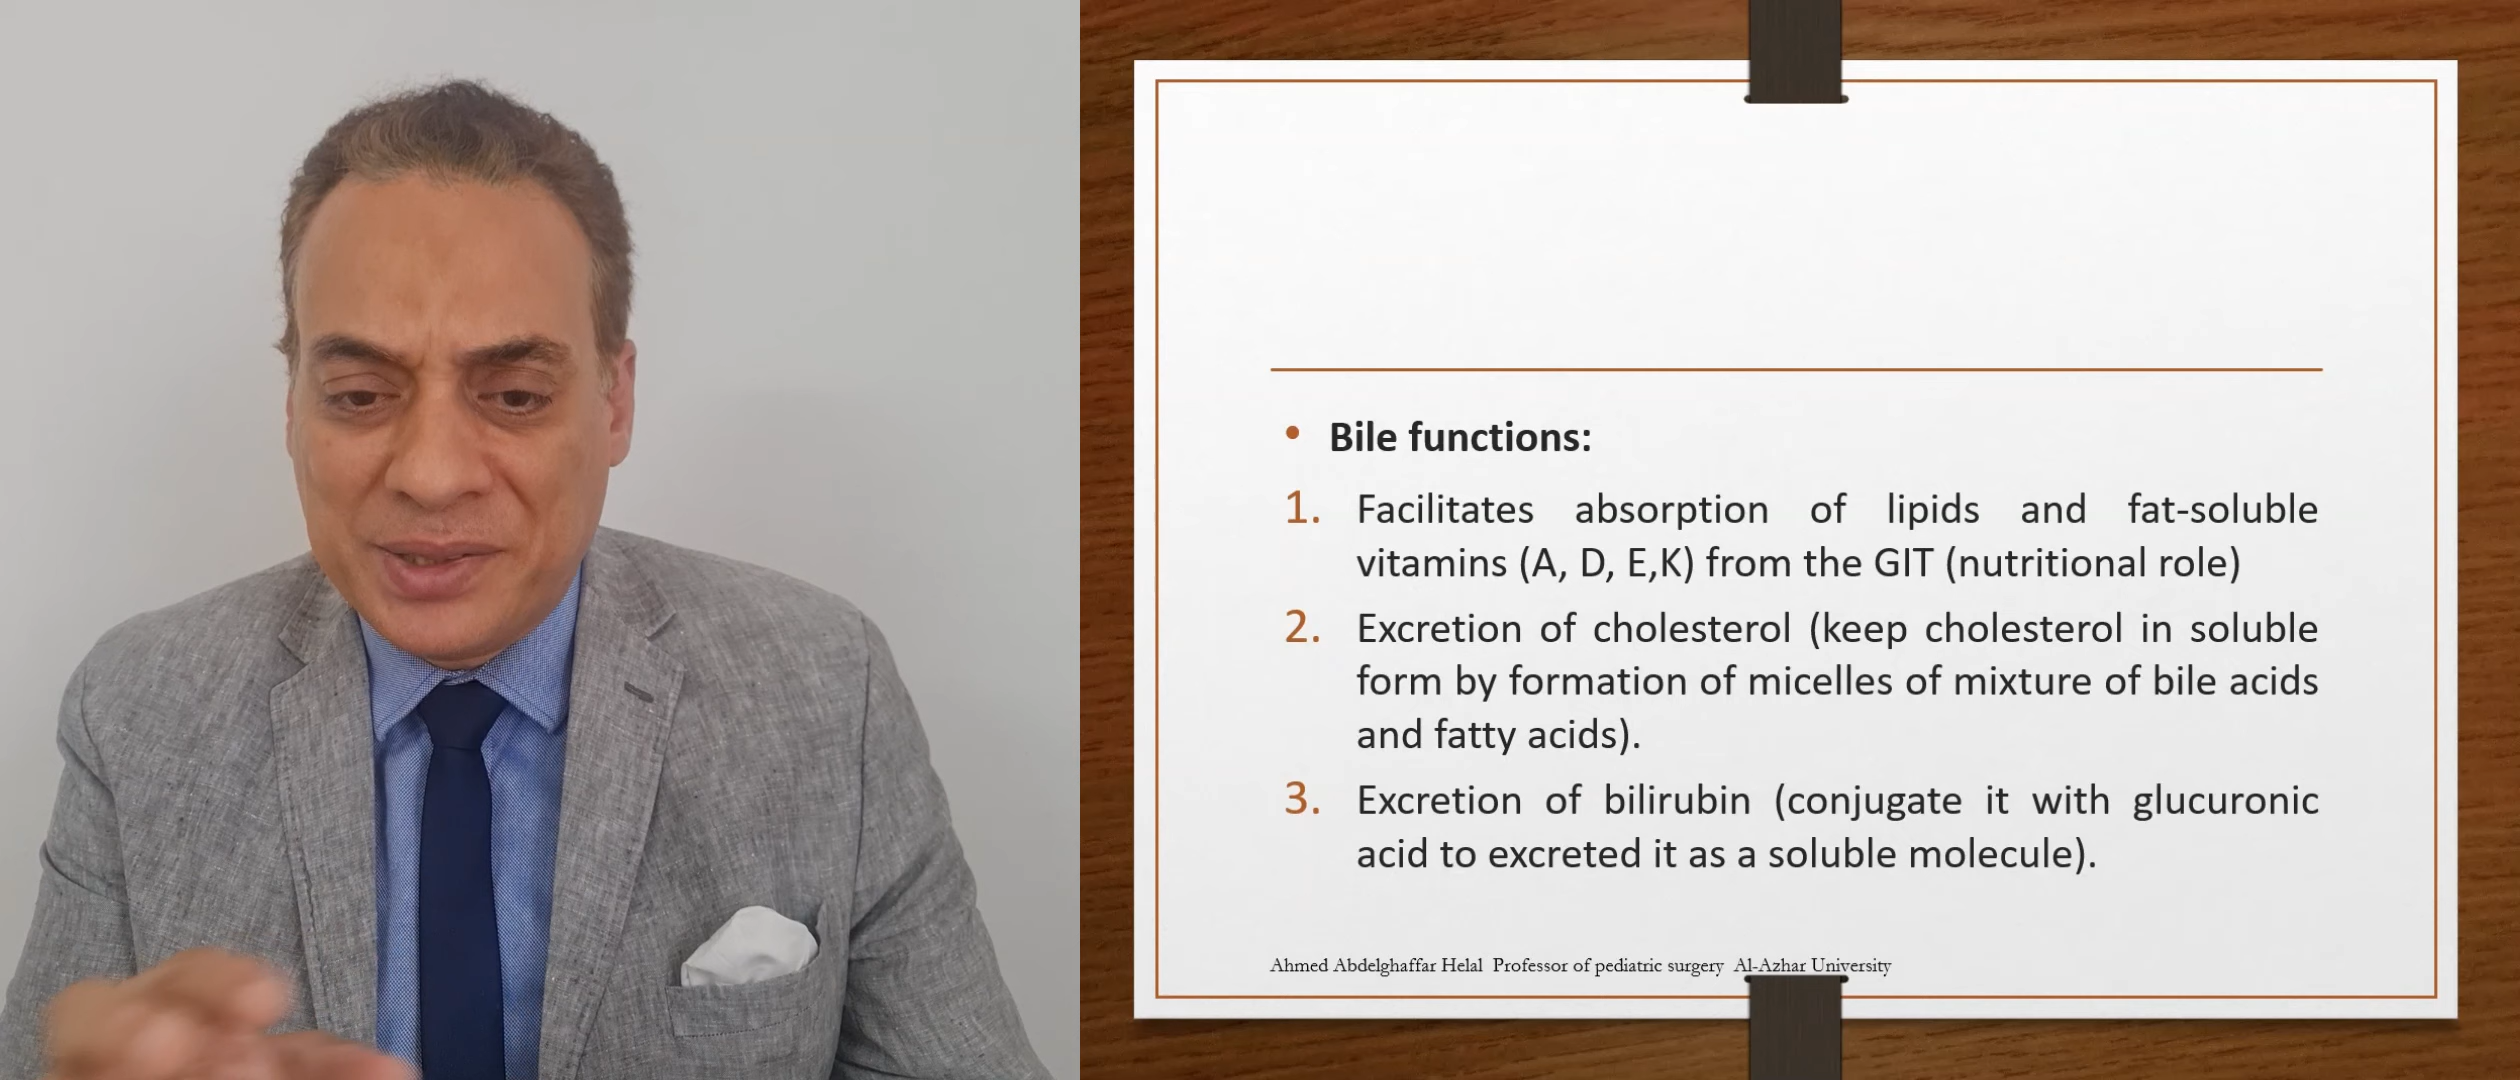 • Bile functions:
1. Facilitates absorption of lipids and fat-soluble
vitamins (A, D, E,K) from the GIT (nutritional role)
2. Excretion of cholesterol (keep cholesterol in soluble
form by formation of micelles of mixture of bile acids
and fatty acids).
3. Excretion of bilirubin (conjugate it with glucuronic
acid to excreted it as a soluble molecule).
Ahmed Abdelghaffar Helal Professor of pediatric surgery Al-Azhar University